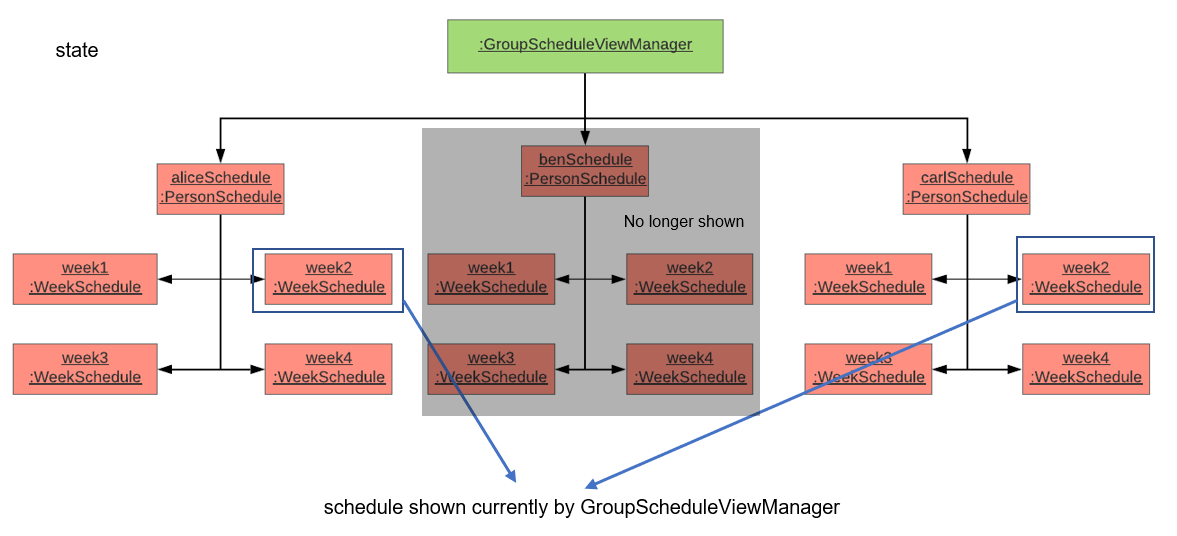 state
:GroupScheduleViewManager
aliceSchedule
:PersonSchedule
benSchedule
:PersonSchedule
carlSchedule
:PersonSchedule
No longer shown
week1
:WeekSchedule
week2
:WeekSchedule
week1
:WeekSchedule
week2
:WeekSchedule
week1
:WeekSchedule
week2
:WeekSchedule
week3
:WeekSchedule
week4
:WeekSchedule
week3
:WeekSchedule
week4
:WeekSchedule
week3
:WeekSchedule
week4
:WeekSchedule
schedule shown currently by GroupScheduleViewManager